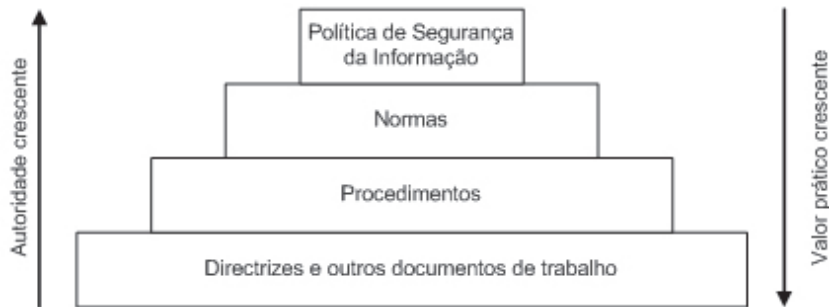 Autoridade crescente
Política de Segurança
da Informação
Normas
Procedimentos
Directrizes e outros documentos de trabalho
Valor prático crescente